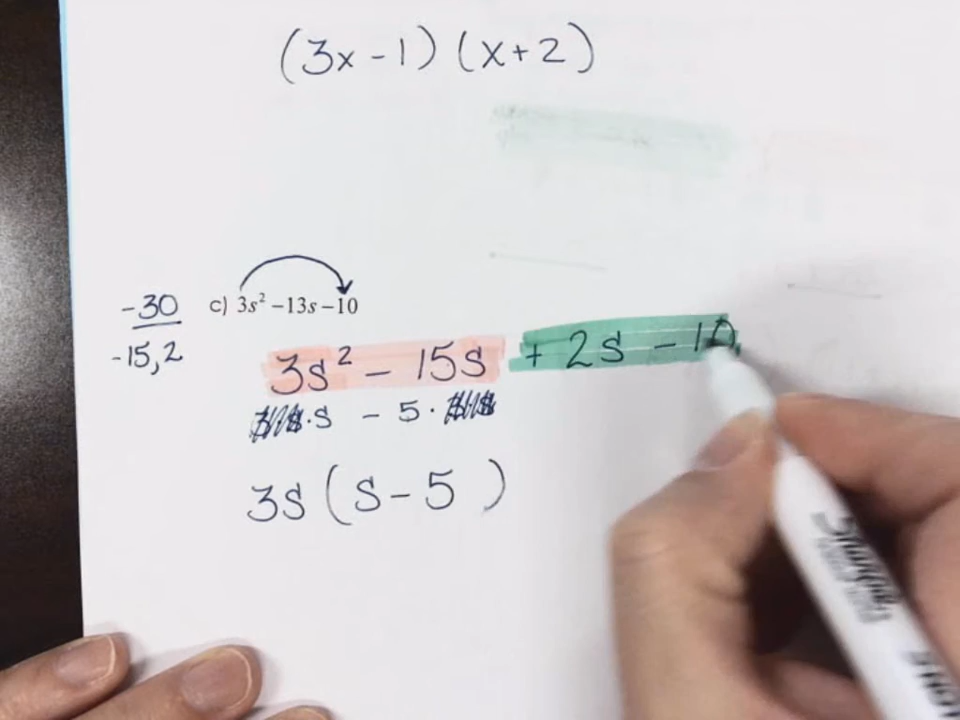 (3x - 1) (x + 2)
-30
c) 3s² − 13s − 10
-15, 2
3s² - 15s + 2s - 10
·s - 5 ·
3s (s - 5 )